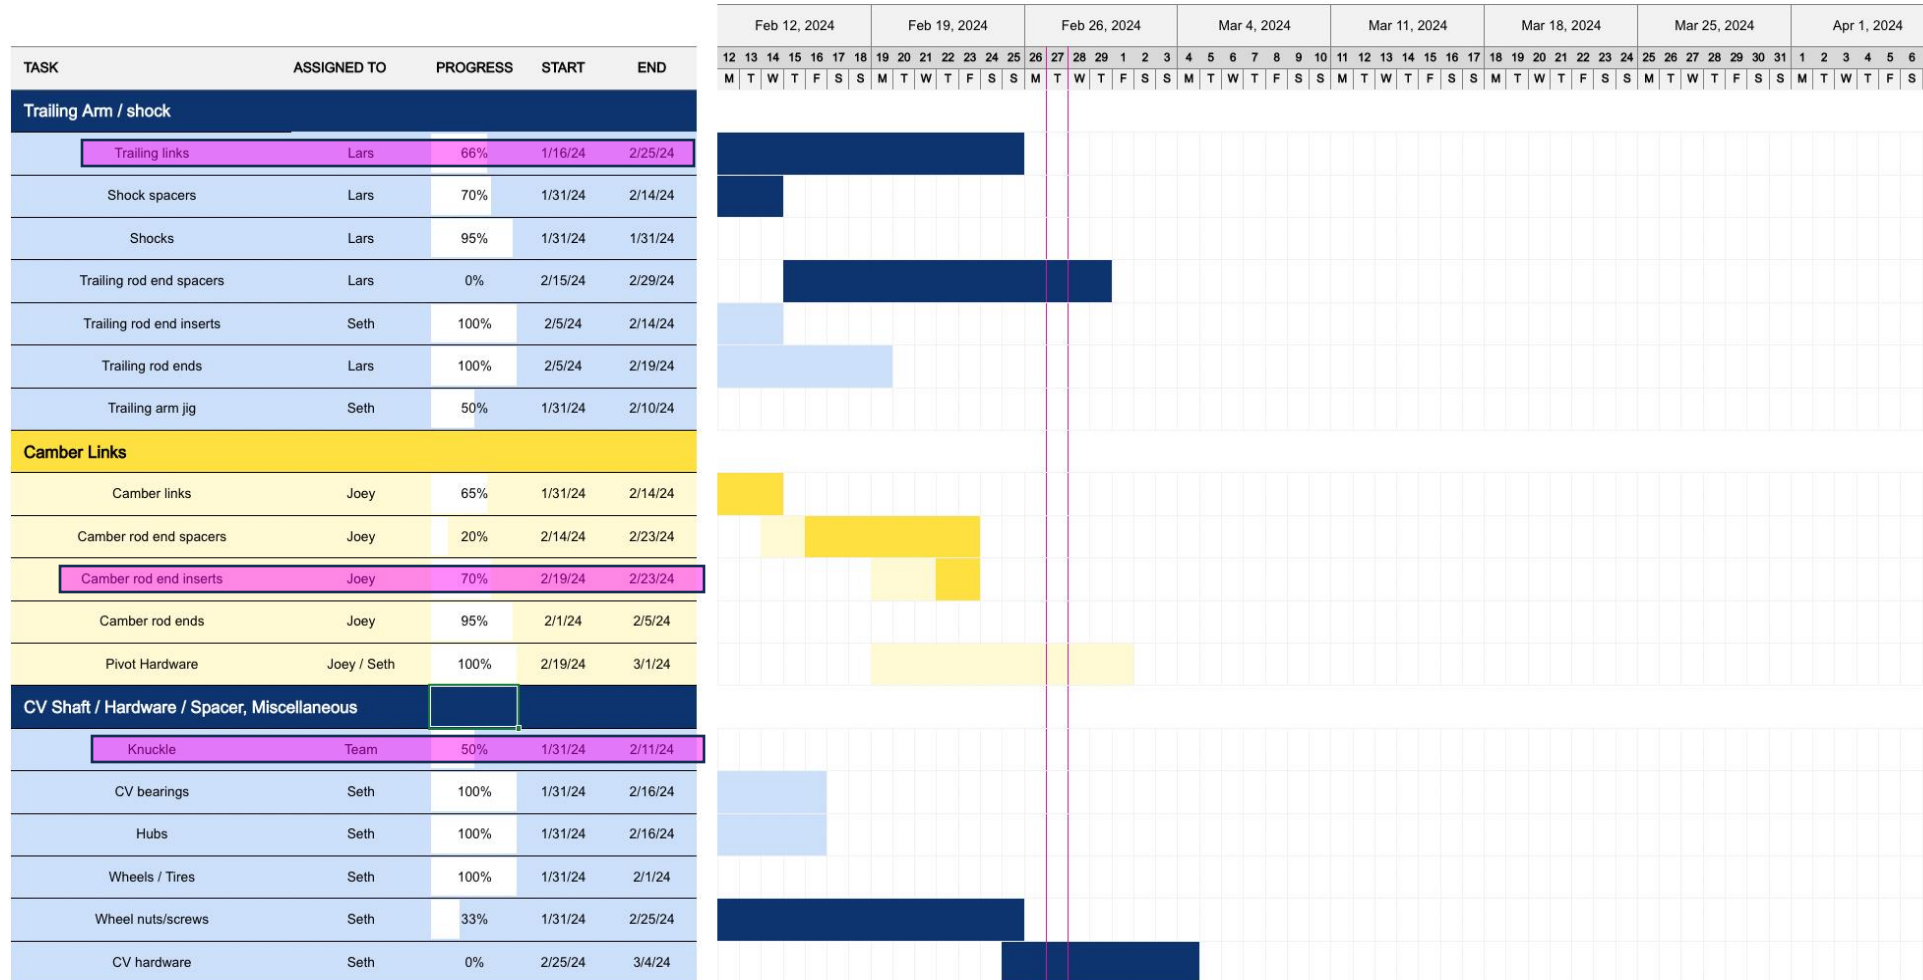 Feb 12, 2024 Feb 19, 2024 Feb 26, 2024 Mar 4, 2024 Mar 11, 2024 Mar 18, 2024 Mar 25, 2024 Apr 1, 2024
12 13 14 15 16 17 18 19 20 21 22 23 24 25 26 27 28 29 1 2 3 4 5 6 7 8 9 10 11 12 13 14 15 16 17 18 19 20 21 22 23 24 25 26 27 28 29 30 31 1 2 3 4 5 6
TASK ASSIGNED TO PROGRESS START END
M T W T F S S M T W T F S S M T W T F S S M T W T F S S M T W T F S S M T W T F S S M T W T F S S M T W T F S
Trailing Arm / shock
Trailing links Lars 66% 1/16/24 2/25/24
Shock spacers Lars 70% 1/31/24 2/14/24
Shocks Lars 95% 1/31/24 1/31/24
Trailing rod end spacers Lars 0% 2/15/24 2/29/24
Trailing rod end inserts Seth 100% 2/5/24 2/14/24
Trailing rod ends Lars 100% 2/5/24 2/19/24
Trailing arm jig Seth 50% 1/31/24 2/10/24
Camber Links
Camber links Joey 65% 1/31/24 2/14/24
Camber rod end spacers Joey 20% 2/14/24 2/23/24
Camber rod end inserts Joey 70% 2/19/24 2/23/24
Camber rod ends Joey 95% 2/1/24 2/5/24
Pivot Hardware Joey / Seth 100% 2/19/24 3/1/24
CV Shaft / Hardware / Spacer, Miscellaneous
Knuckle Team 50% 1/31/24 2/11/24
CV bearings Seth 100% 1/31/24 2/16/24
Hubs Seth 100% 1/31/24 2/16/24
Wheels / Tires Seth 100% 1/31/24 2/1/24
Wheel nuts/screws Seth 33% 1/31/24 2/25/24
CV hardware Seth 0% 2/25/24 3/4/24